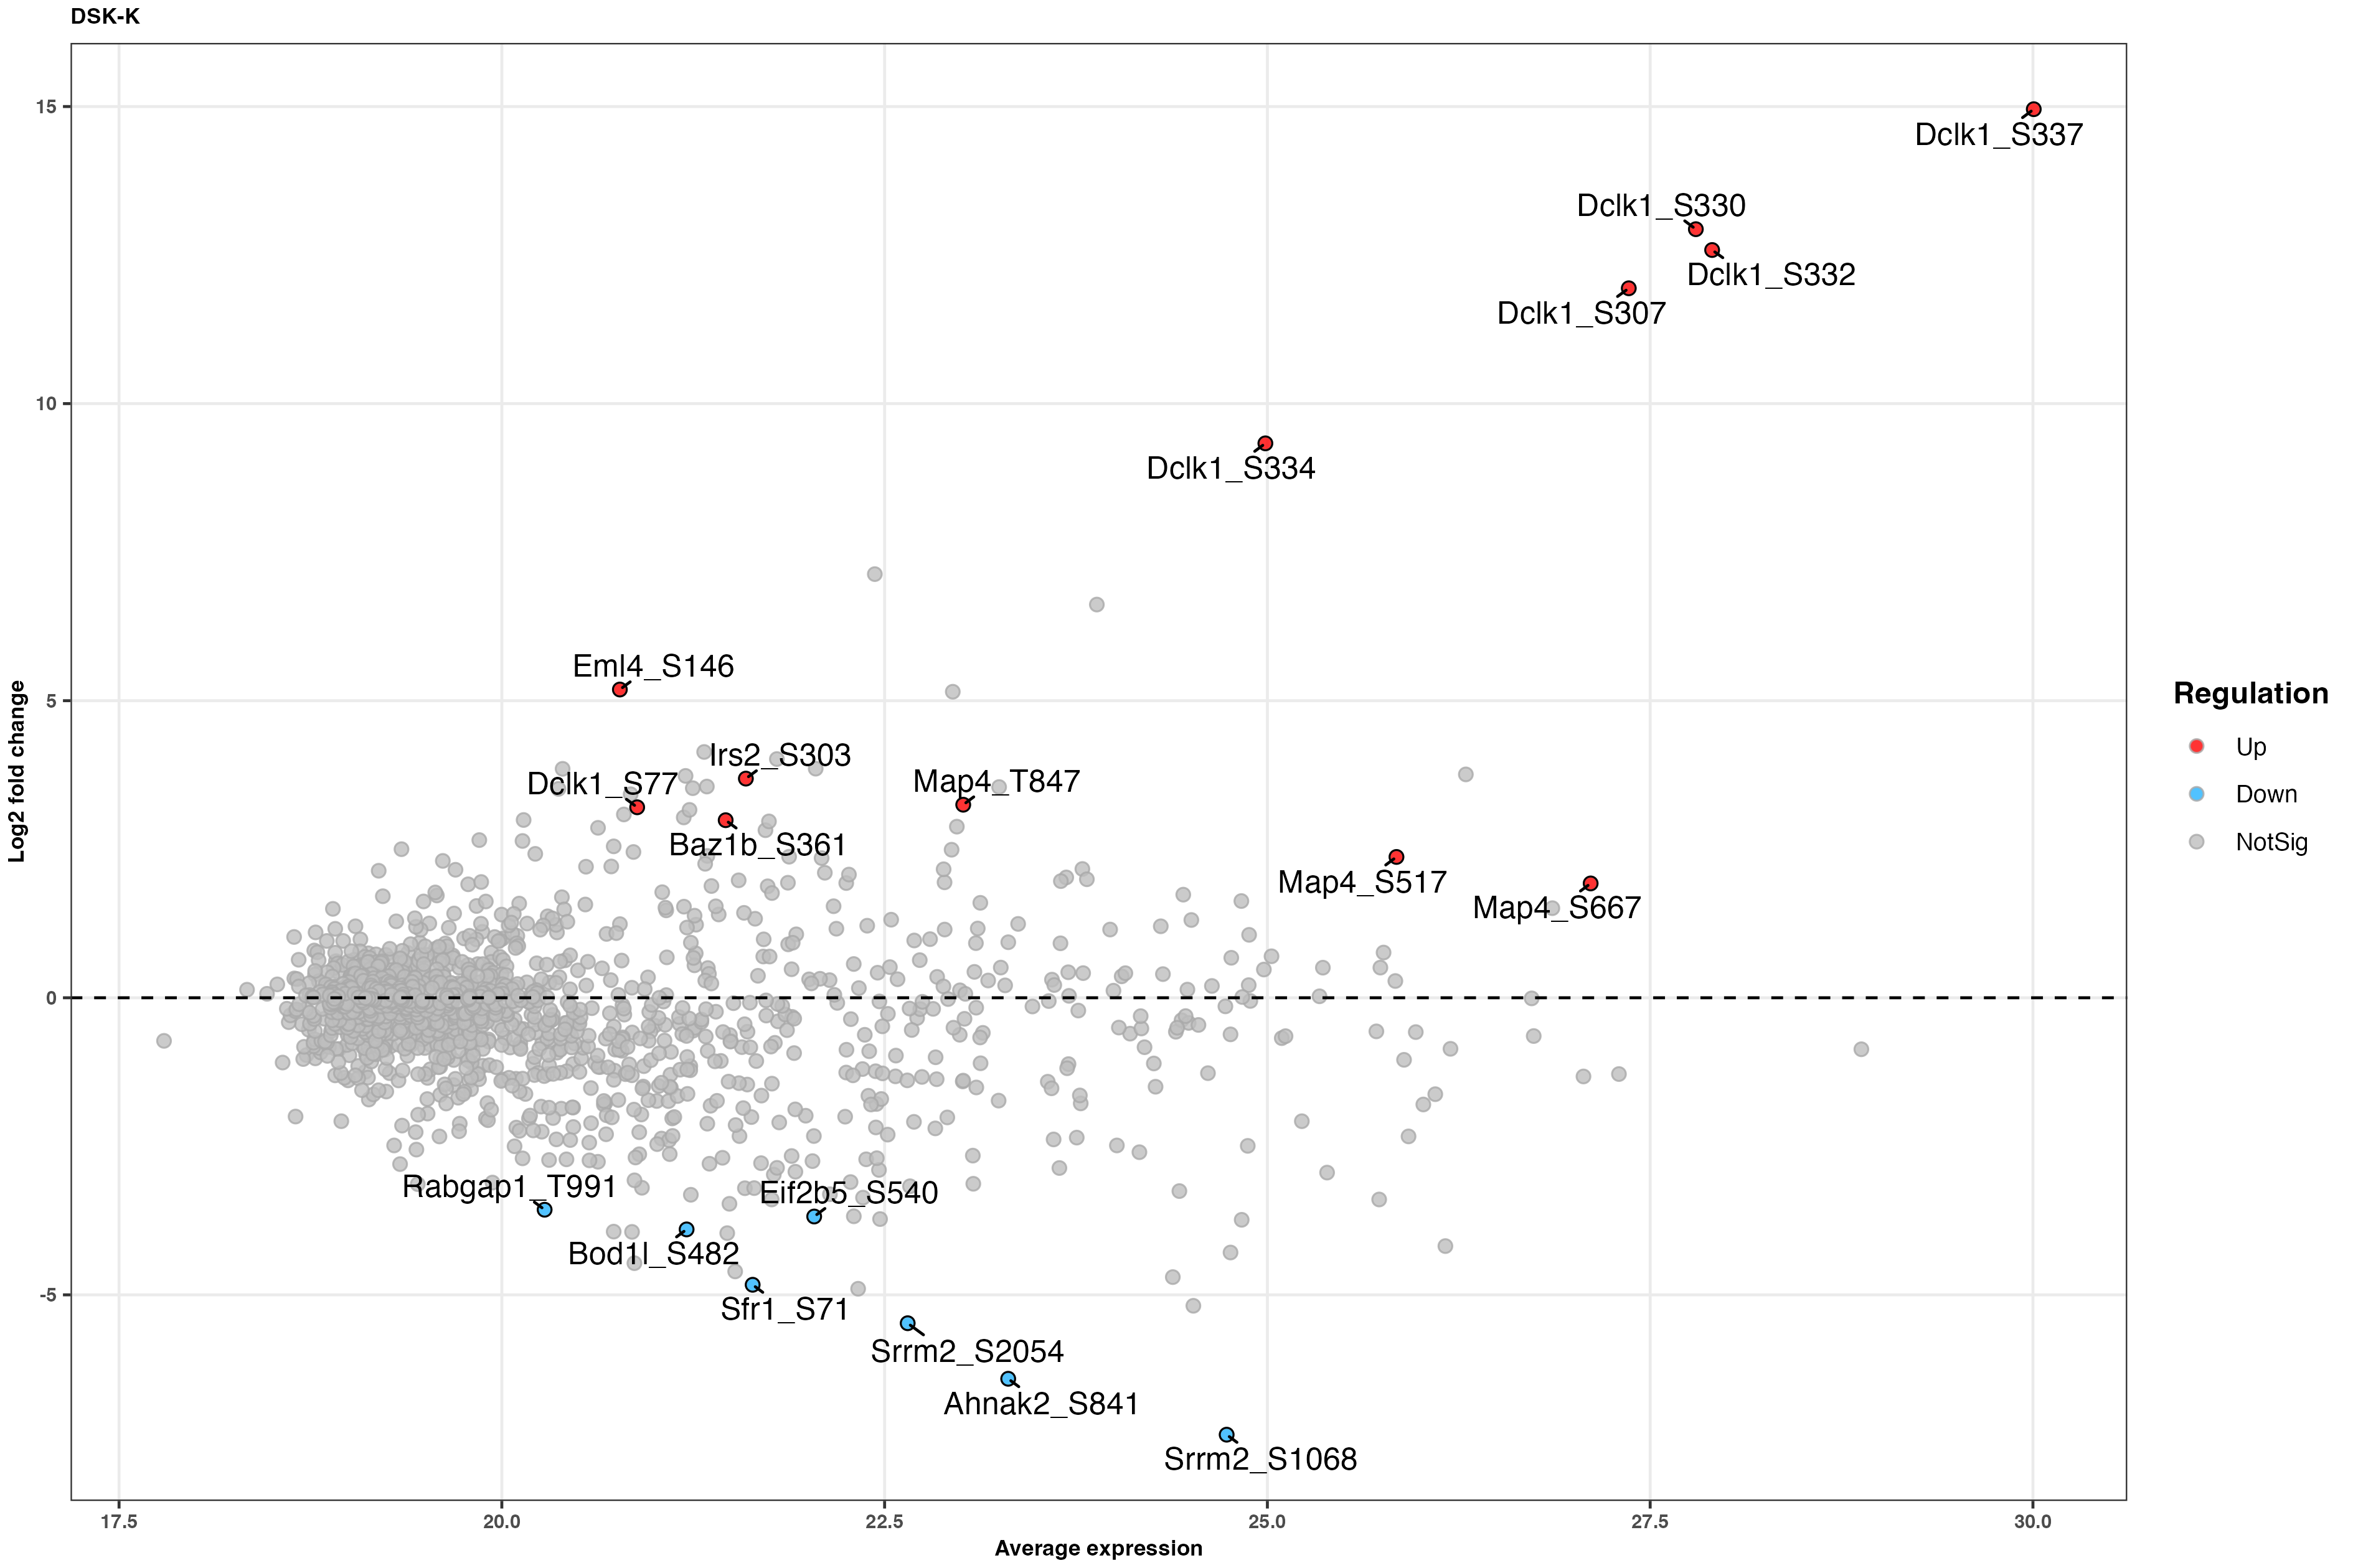 DSK-K
15
Dclk1_S337
Dclk1_S330
Dclk1_S332
Dclk1_S307
10
Dclk1_S334
Eml4_S146
5
Irs2_S303
Dclk1_S77
Map4_T847
Baz1b_S361
Map4_S517
Map4_S667
0
Rabgap1_T991
Eif2b5_S540
Bod1l_S482
-5
Sfr1_S71
Srrm2_S2054
Ahnak2_S841
Srrm2_S1068
17.5 20.0 22.5 25.0 27.5 30.0
Average expression
Log2 fold change
Regulation
Up
Down
NotSig